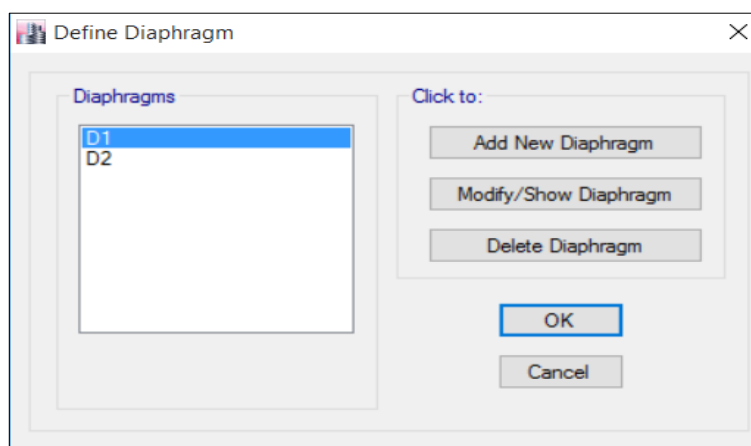 Define Diaphragm
Diaphragms
D1
D2
Click to:
Add New Diaphragm
Modify/Show Diaphragm
Delete Diaphragm
OK
Cancel